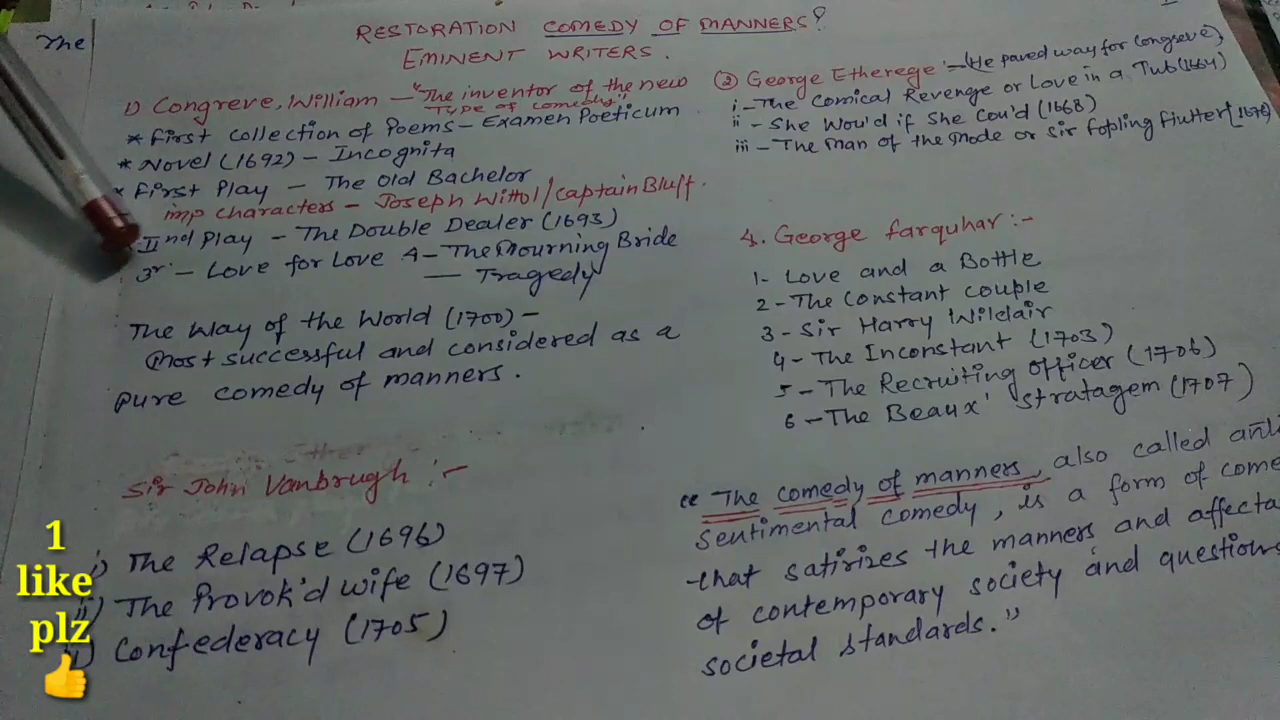 The
RESTORATION COMEDY OF MANNERS?
EMINENT WRITERS.
1) Congreve, William - "The inventor of the new
Type of comedy"
* First collection of Poems - Examen Poeticum
* Novel (1692) - Incognita
* First Play - The Old Bachelor
imp characters - Joseph Wittol/Captain Bluff.
IInd Play - The Double Dealer (1693)
3r - Love for Love 4 - The Mourning Bride
- Tragedy
The Way of the World (1700) -
Most successful and considered as a
pure comedy of manners.
Sir John Vanbrugh :-
i) The Relapse (1696)
ii) The Provok'd wife (1697)
Confederacy (1705)
③ George Etherege - (He paved way for Congreve)
i - The Comical Revenge or Love in a Tub (1664)
ii - She Wou'd if She Cou'd (1668)
iii - The Man of the Mode or Sir Fopling Flutter [1676]
4. George farquhar :-
1- Love and a Bottle
2 - The Constant couple
3 - Sir Harry Wildair
4 - The Inconstant (1703)
5 - The Recruiting Officer (1706)
6 - The Beaux' Stratagem (1707)
"The comedy of manners, also called anti
sentimental comedy, is a form of come
that satirizes the manners and affecta
of contemporary society and questions
societal standards."
1
like
plz